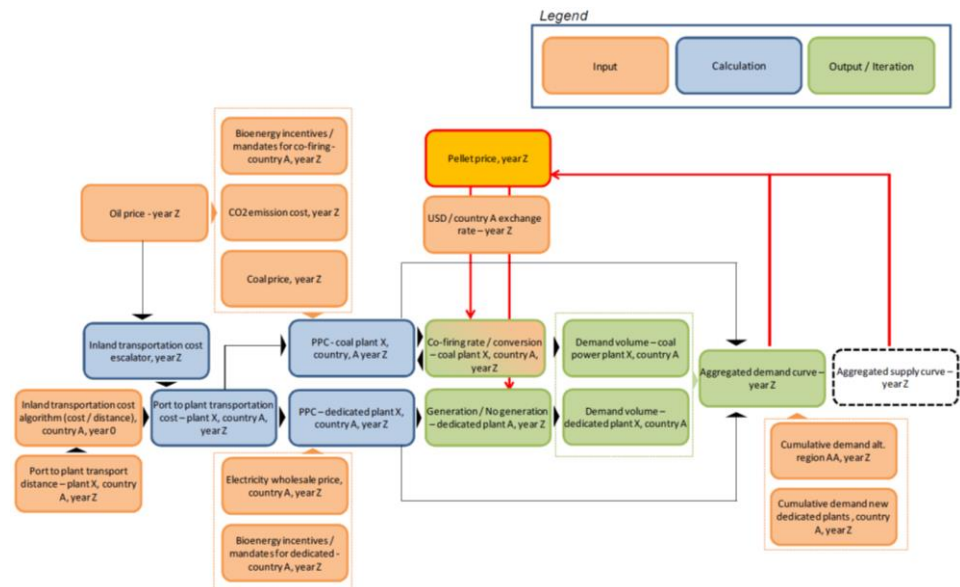 Legend
Input
Calculation
Output / Iteration
Bioenergy incentives /
mandates for co-firing -
country A, year Z
Pellet price, year Z
Oil price - year Z
CO2 emission cost, year Z
USD / country A exchange
rate – year Z
Coal price, year Z
Inland transportation cost
escalator, year Z
PPC - coal plant X,
country, A year Z
Co-firing rate / conversion
– coal plant X, country A,
year Z
Demand volume – coal
power plant X, country A
Aggregated demand curve –
year Z
Aggregated supply curve –
year Z
Inland transportation cost
algorithm (cost / distance),
country A, year 0
Port to plant transportation
cost – plant X, country A,
year Z
PPC – dedicated plant X,
country A, year Z
Generation / No generation
– dedicated plant A, year Z
Demand volume –
dedicated plant X, country A
Port to plant transport
distance – plant X, country
A, year Z
Electricity wholesale price,
country A, year Z
Cumulative demand alt.
region AA, year Z
Bioenergy incentives /
mandates for dedicated -
country A, year Z
Cumulative demand new
dedicated plants , country
A, year Z